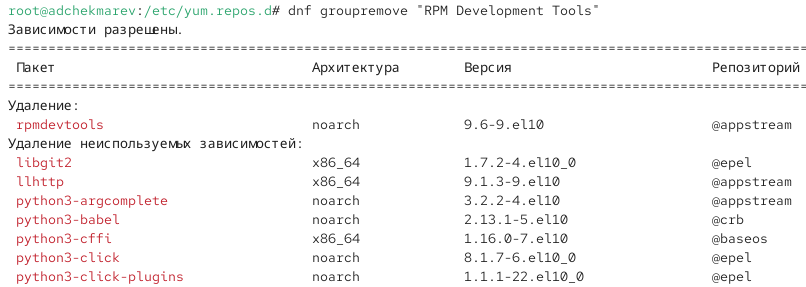 root@adchekmarev:/etc/yum.repos.d# dnf groupremove "RPM Development Tools"
Зависимости разрешены.
================================================================================
Пакет Архитектура Версия Репозиторий
================================================================================
Удаление:
rpmdevtools noarch 9.6-9.el10 @appstream
Удаление неиспользуемых зависимостей:
libgit2 x86_64 1.7.2-4.el10_0 @epel
llhttp x86_64 9.1.3-9.el10 @appstream
python3-argcomplete noarch 3.2.2-4.el10 @appstream
python3-babel noarch 2.13.1-5.el10 @crb
python3-cffi x86_64 1.16.0-7.el10 @baseos
python3-click noarch 8.1.7-6.el10_0 @epel
python3-click-plugins noarch 1.1.1-22.el10_0 @epel